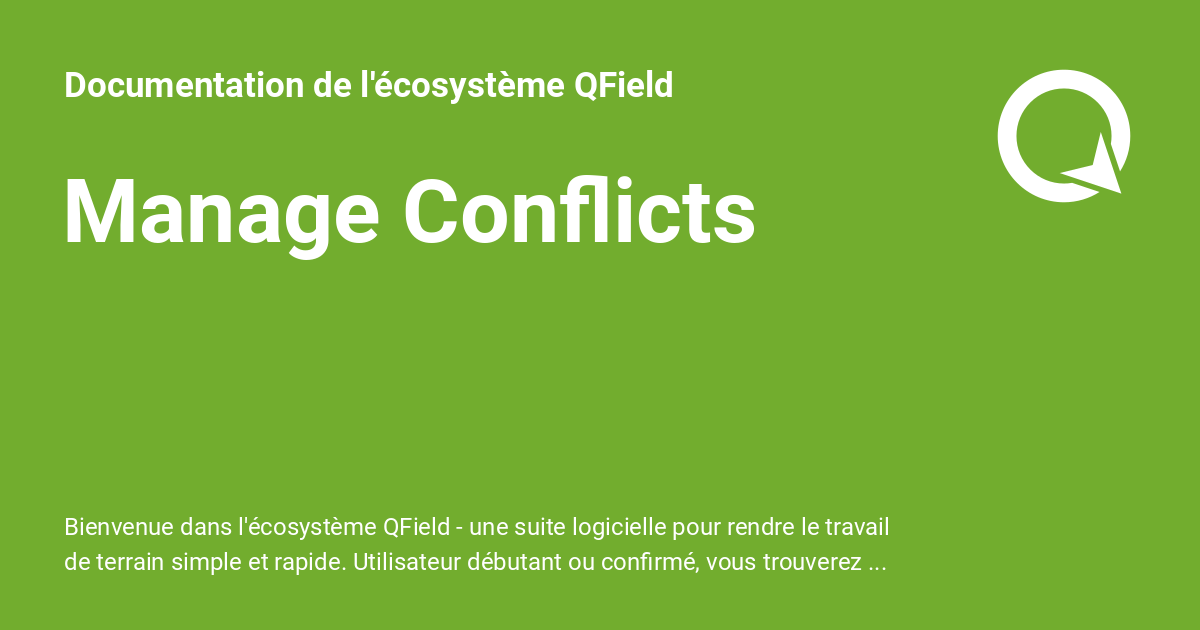 Documentation de l'écosystème QField
Manage Conflicts
Bienvenue dans l'écosystème QField - une suite logicielle pour rendre le travail
de terrain simple et rapide. Utilisateur débutant ou confirmé, vous trouverez ...